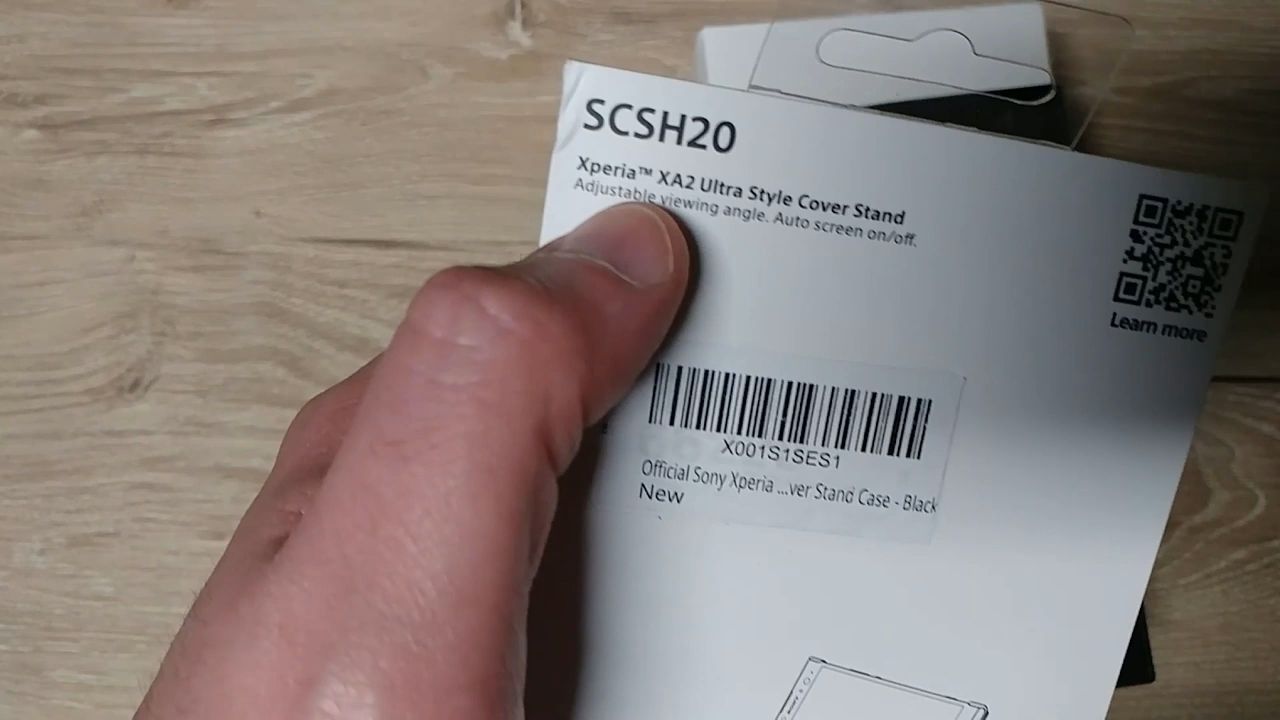 SCSH20
Xperia™ XA2 Ultra Style Cover Stand
Adjustable viewing angle. Auto screen on/off.
Learn more
X001S1SES1
Official Sony Xperia ...ver Stand Case - Black
New